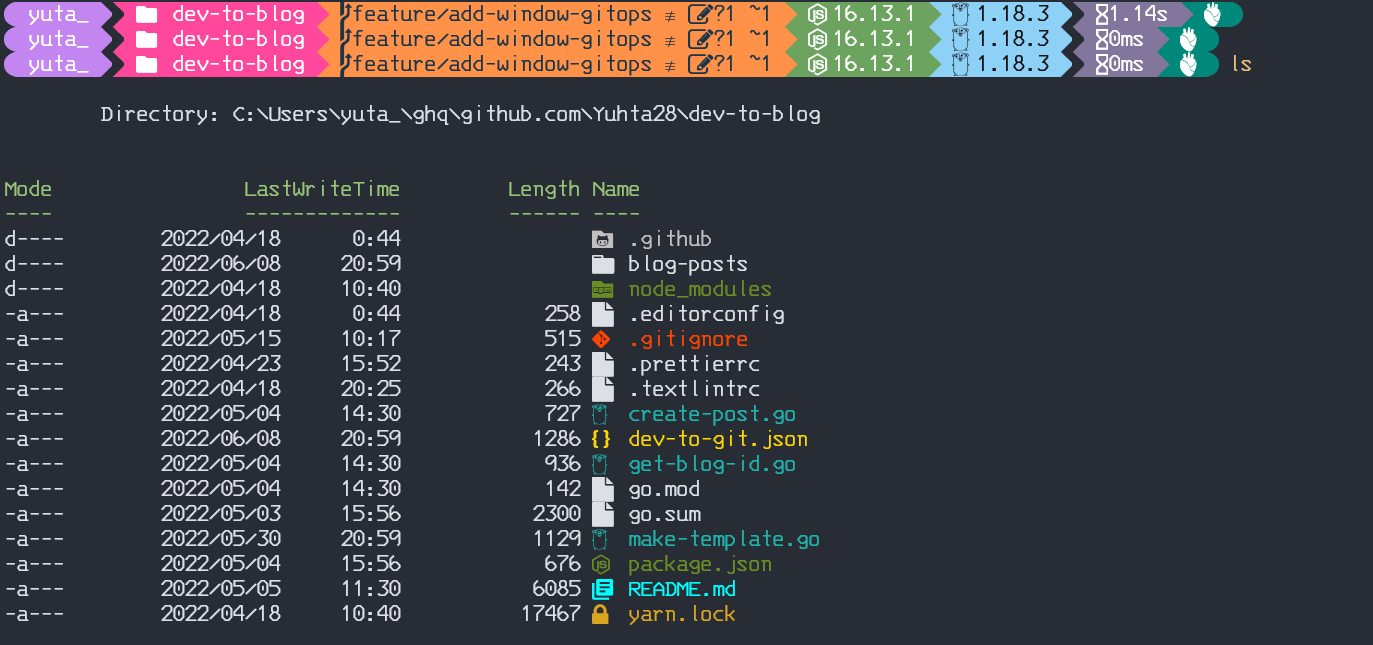 yuta_ dev-to-blog feature/add-window-gitops ≢ ?1 ~1 16.13.1 1.18.3 1.14s
yuta_ dev-to-blog feature/add-window-gitops ≢ ?1 ~1 16.13.1 1.18.3 0ms
yuta_ dev-to-blog feature/add-window-gitops ≢ ?1 ~1 16.13.1 1.18.3 0ms ls
Directory: C:\Users\yuta_\ghq\github.com\Yuhta28\dev-to-blog
Mode LastWriteTime Length Name
---- ------------- ------ ----
d---- 2022/04/18 0:44 .github
d---- 2022/06/08 20:59 blog-posts
d---- 2022/04/18 10:40 node_modules
-a--- 2022/04/18 0:44 258 .editorconfig
-a--- 2022/05/15 10:17 515 .gitignore
-a--- 2022/04/23 15:52 243 .prettierrc
-a--- 2022/04/18 20:25 266 .textlintrc
-a--- 2022/05/04 14:30 727 create-post.go
-a--- 2022/06/08 20:59 1286 dev-to-git.json
-a--- 2022/05/04 14:30 936 get-blog-id.go
-a--- 2022/05/04 14:30 142 go.mod
-a--- 2022/05/03 15:56 2300 go.sum
-a--- 2022/05/30 20:59 1129 make-template.go
-a--- 2022/05/04 15:56 676 package.json
-a--- 2022/05/05 11:30 6085 README.md
-a--- 2022/04/18 10:40 17467 yarn.lock